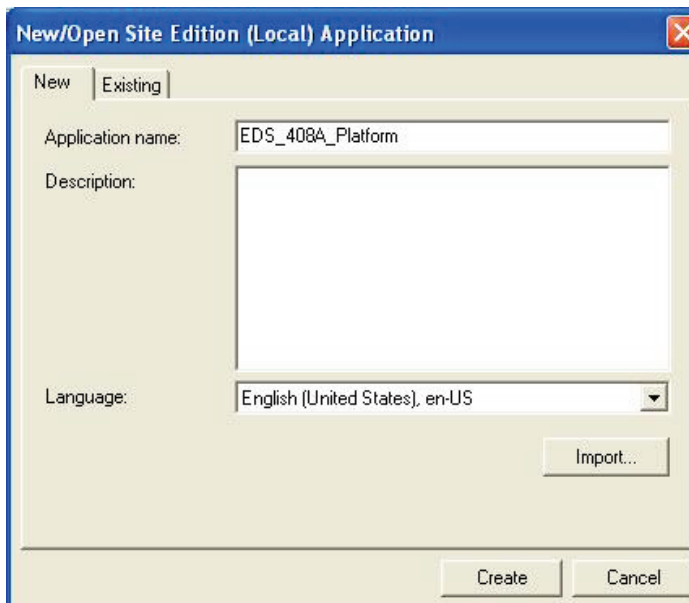 New/Open Site Edition (Local) Application
New Existing
Application name: EDS_408A_Platform
Description:
Language: English (United States), en-US
Import...
Create Cancel